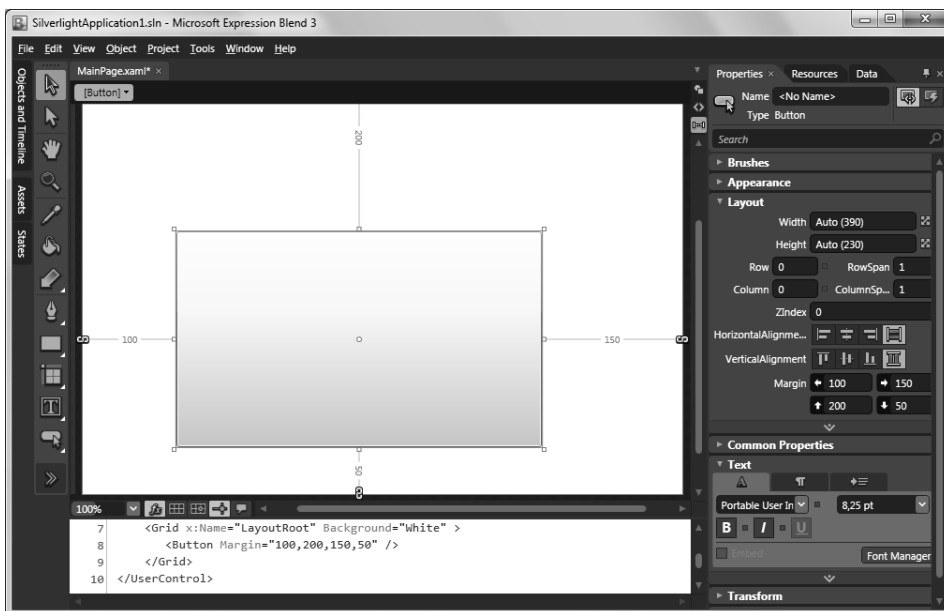 SilverlightApplication1.sln - Microsoft Expression Blend 3
File Edit View Object Project Tools Window Help
Objects and Timeline
Assets
States
MainPage.xaml* ×
[Button]
200
100
150
50
100%
7 <Grid x:Name="LayoutRoot" Background="White" >
8 <Button Margin="100,200,150,50" />
9 </Grid>
10 </UserControl>
Properties × Resources Data
Name <No Name>
Type Button
Search
Brushes
Appearance
Layout
Width Auto (390)
Height Auto (230)
Row 0 RowSpan 1
Column 0 ColumnSp... 1
ZIndex 0
HorizontalAlignme...
VerticalAlignment
Margin 100 150
200 50
Common Properties
Text
Portable User In 8,25 pt
B I U
Embed Font Manager
Transform